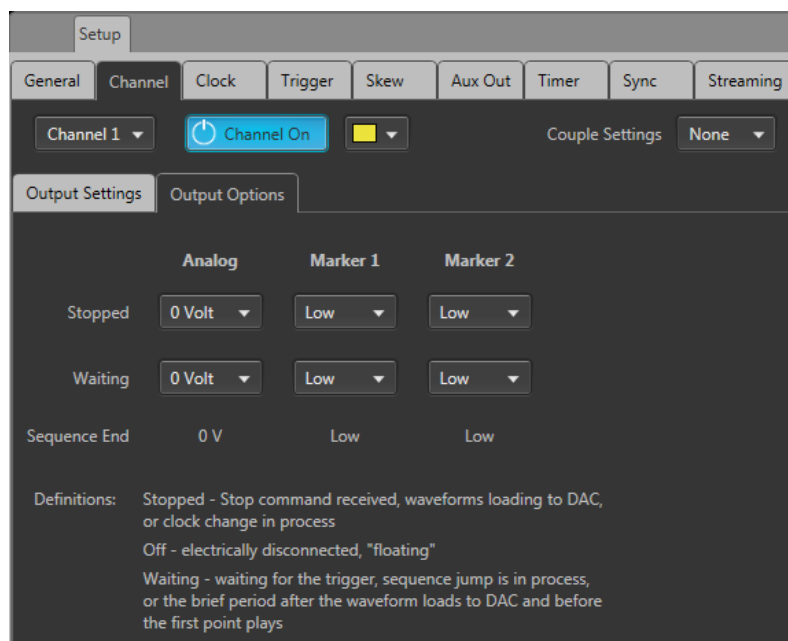 Setup
General Channel Clock Trigger Skew Aux Out Timer Sync Streaming
Channel 1 Channel On Couple Settings None
Output Settings Output Options
Analog Marker 1 Marker 2
Stopped 0 Volt Low Low
Waiting 0 Volt Low Low
Sequence End 0 V Low Low
Definitions: Stopped - Stop command received, waveforms loading to DAC,
or clock change in process
Off - electrically disconnected, "floating"
Waiting - waiting for the trigger, sequence jump is in process,
or the brief period after the waveform loads to DAC and before
the first point plays